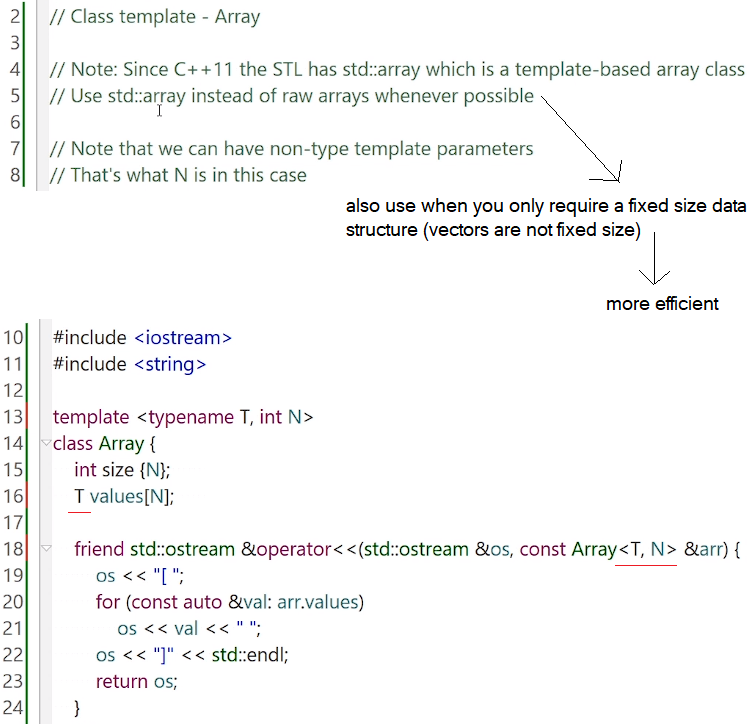 2 // Class template - Array
3
4 // Note: Since C++11 the STL has std::array which is a template-based array class
5 // Use std::array instead of raw arrays whenever possible
6
7 // Note that we can have non-type template parameters
8 // That's what N is in this case
also use when you only require a fixed size data
structure (vectors are not fixed size)
more efficient
10 #include <iostream>
11 #include <string>
12
13 template <typename T, int N>
14 class Array {
15 int size {N};
16 T values[N];
17
18 friend std::ostream &operator<<(std::ostream &os, const Array<T, N> &arr) {
19 os << "[ ";
20 for (const auto &val: arr.values)
21 os << val << " ";
22 os << "]" << std::endl;
23 return os;
24 }